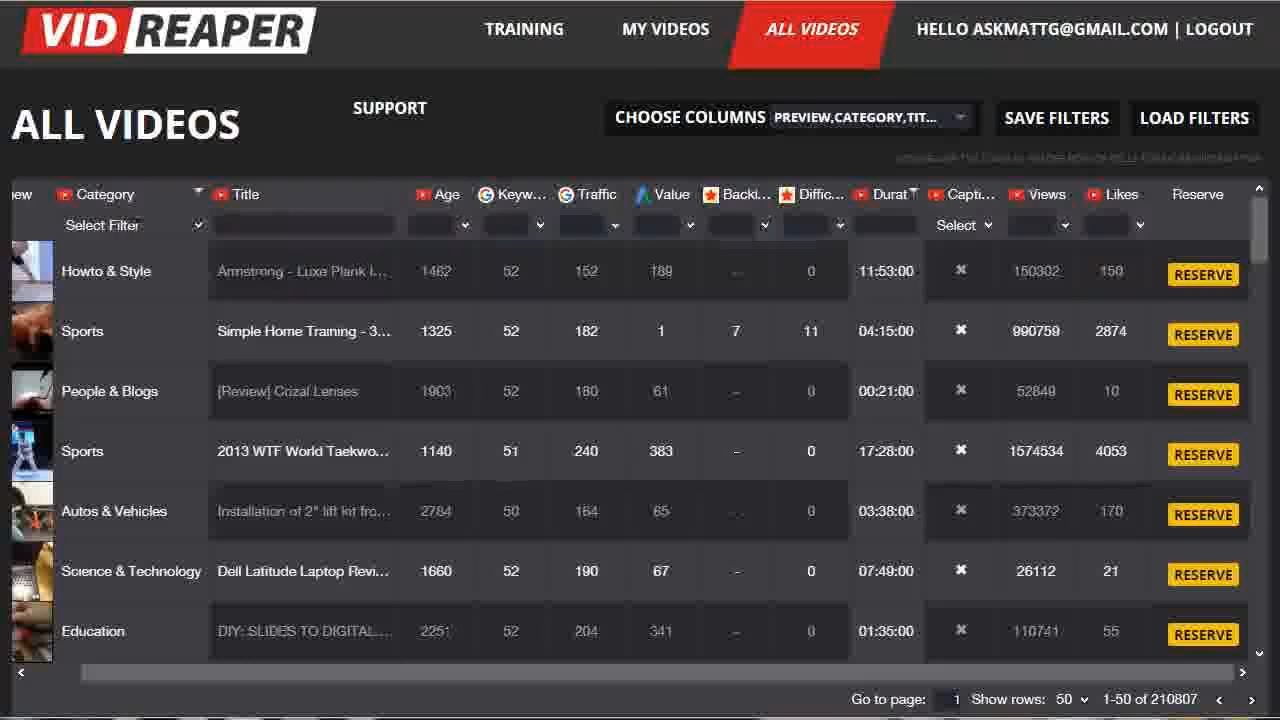 VID REAPER TRAINING MY VIDEOS ALL VIDEOS HELLO ASKMATTG@GMAIL.COM | LOGOUT
ALL VIDEOS SUPPORT CHOOSE COLUMNS PREVIEW,CATEGORY,TIT... SAVE FILTERS LOAD FILTERS
ew Category Title Age Keyw... Traffic Value Backi... Diffic... Durat Capti... Views Likes Reserve
Select Filter Select
Howto & Style Armstrong - Luxe Plank I... 1462 52 152 189 - 0 11:53:00 ✖ 150302 150 RESERVE
Sports Simple Home Training - 3... 1325 52 182 1 7 11 04:15:00 ✖ 990759 2874 RESERVE
People & Blogs [Review] Crizal Lenses 1903 52 180 61 - 0 00:21:00 ✖ 52849 10 RESERVE
Sports 2013 WTF World Taekwo... 1140 51 240 383 - 0 17:28:00 ✖ 1574534 4053 RESERVE
Autos & Vehicles Installation of 2" lift kit fro... 2784 50 164 65 - 0 03:38:00 ✖ 373372 170 RESERVE
Science & Technology Dell Latitude Laptop Revi... 1660 52 190 67 - 0 07:49:00 ✖ 26112 21 RESERVE
Education DIY: SLIDES TO DIGITAL.... 2251 52 204 341 - 0 01:35:00 ✖ 110741 55 RESERVE
Go to page: 1 Show rows: 50 1-50 of 210807